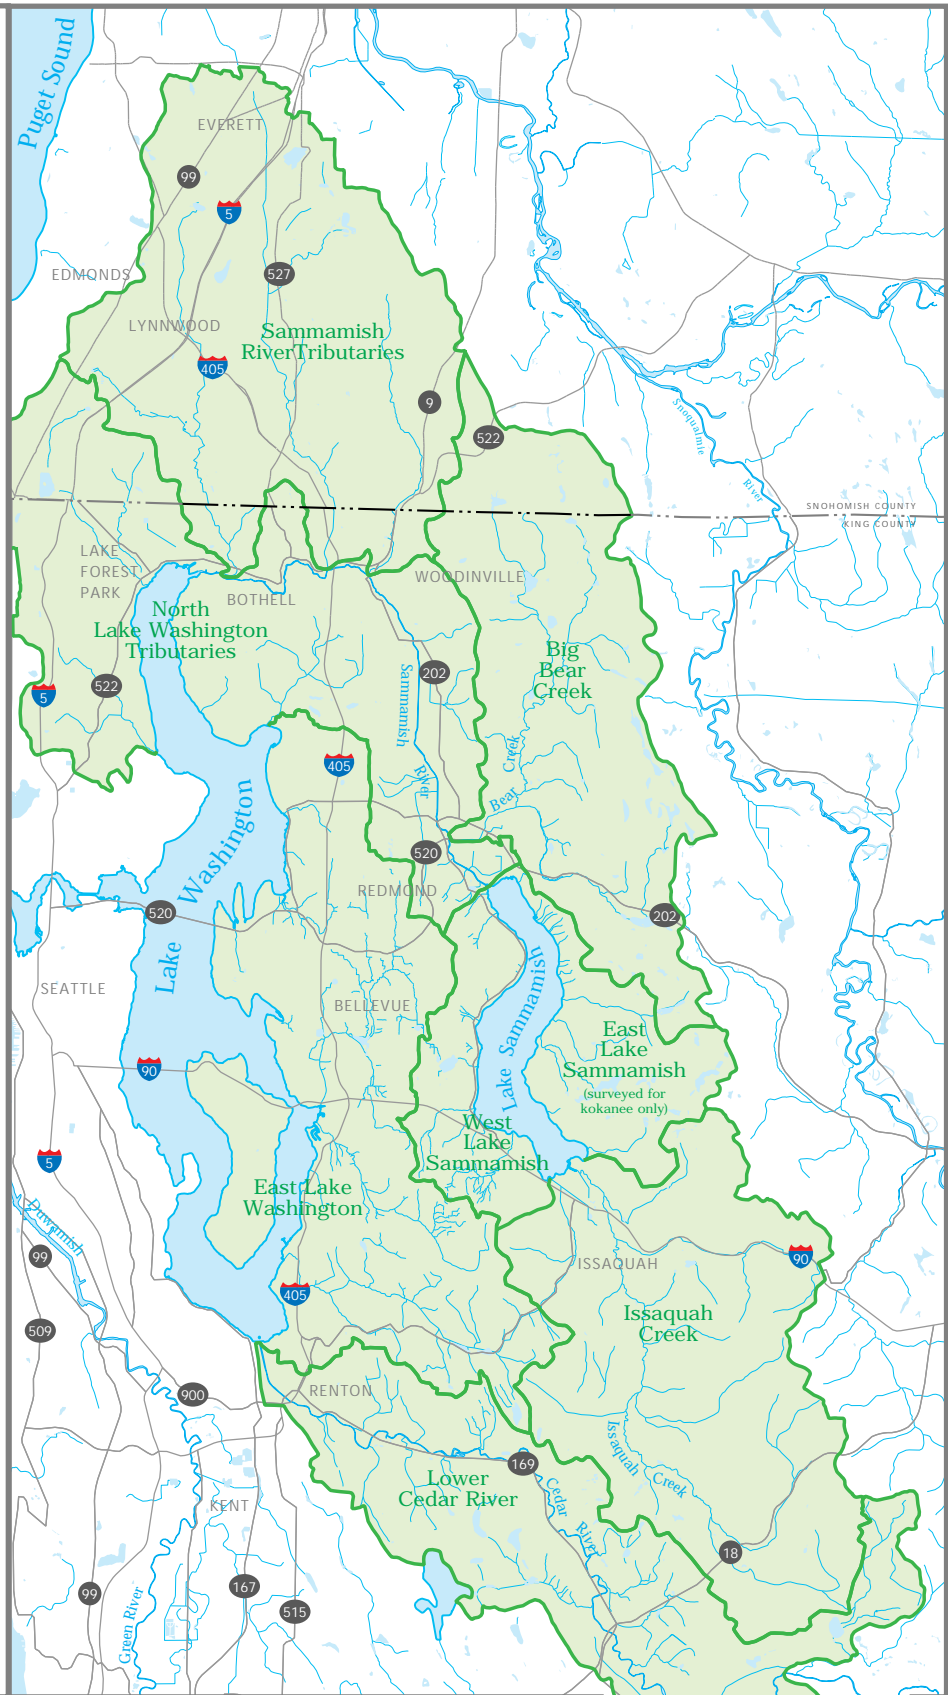 Puget Sound
EVERETT
99
5
EDMONDS
527
LYNNWOOD
Sammamish
RiverTributaries
405
9
522
Snoqualmie
River
SNOHOMISH COUNTY
KING COUNTY
LAKE
FOREST
PARK
WOODINVILLE
BOTHELL
North
Lake Washington
Tributaries
Big
Bear
Creek
5
522
202
Sammamish
River
405
Bear
Creek
Lake Washington
520
REDMOND
520
202
SEATTLE
BELLEVUE
Lake Sammamish
East
Lake
Sammamish
(surveyed for
kokanee only)
90
West
Lake
Sammamish
5
East Lake
Washington
Duwamish
99
ISSAQUAH
90
405
Issaquah
Creek
509
900
RENTON
Issaquah
Creek
169
Lower
Cedar River
Cedar
River
KENT
18
99
167
515
Green River